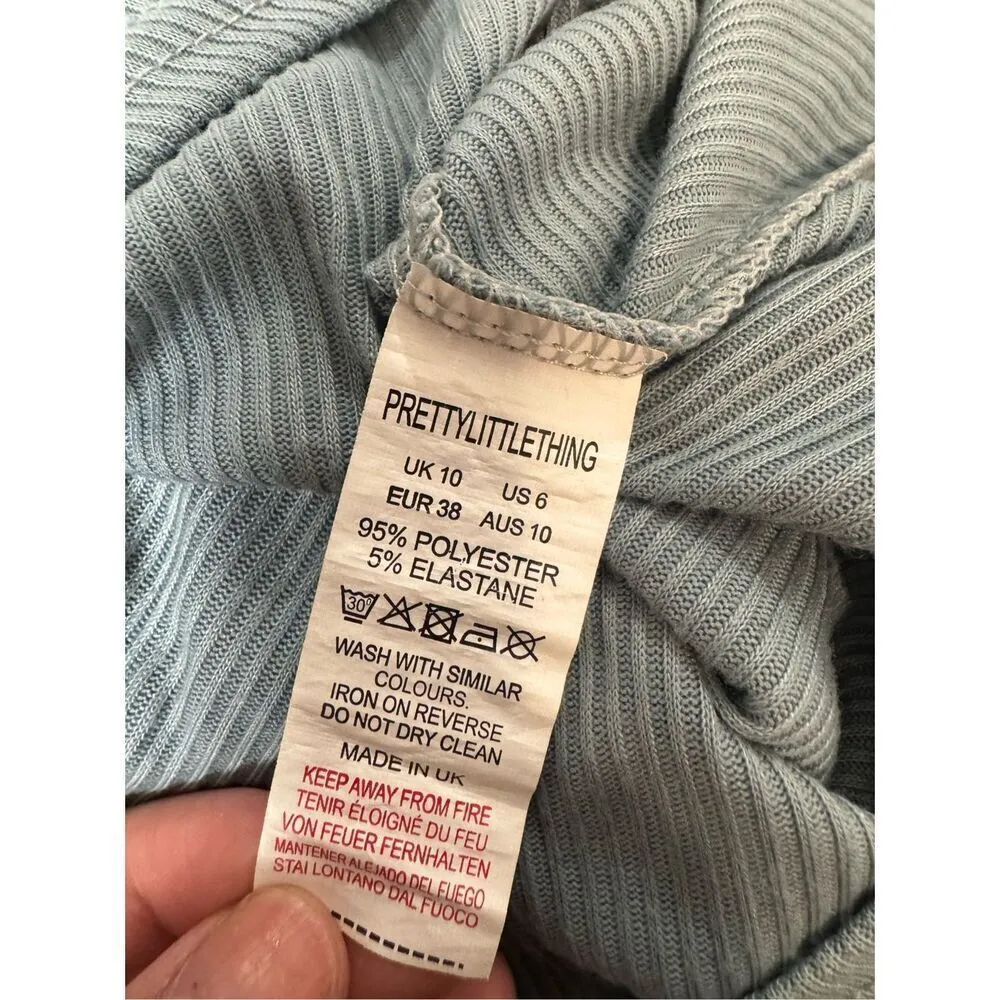 PRETTYLITTLETHING
UK 10 US 6
EUR 38 AUS 10
95% POLYESTER
5% ELASTANE
30°
WASH WITH SIMILAR
COLOURS.
IRON ON REVERSE
DO NOT DRY CLEAN
MADE IN UK
KEEP AWAY FROM FIRE
TENIR ÉLOIGNÉ DU FEU
VON FEUER FERNHALTEN
MANTENER ALEJADO DEL FUEGO
STAI LONTANO DAL FUOCO